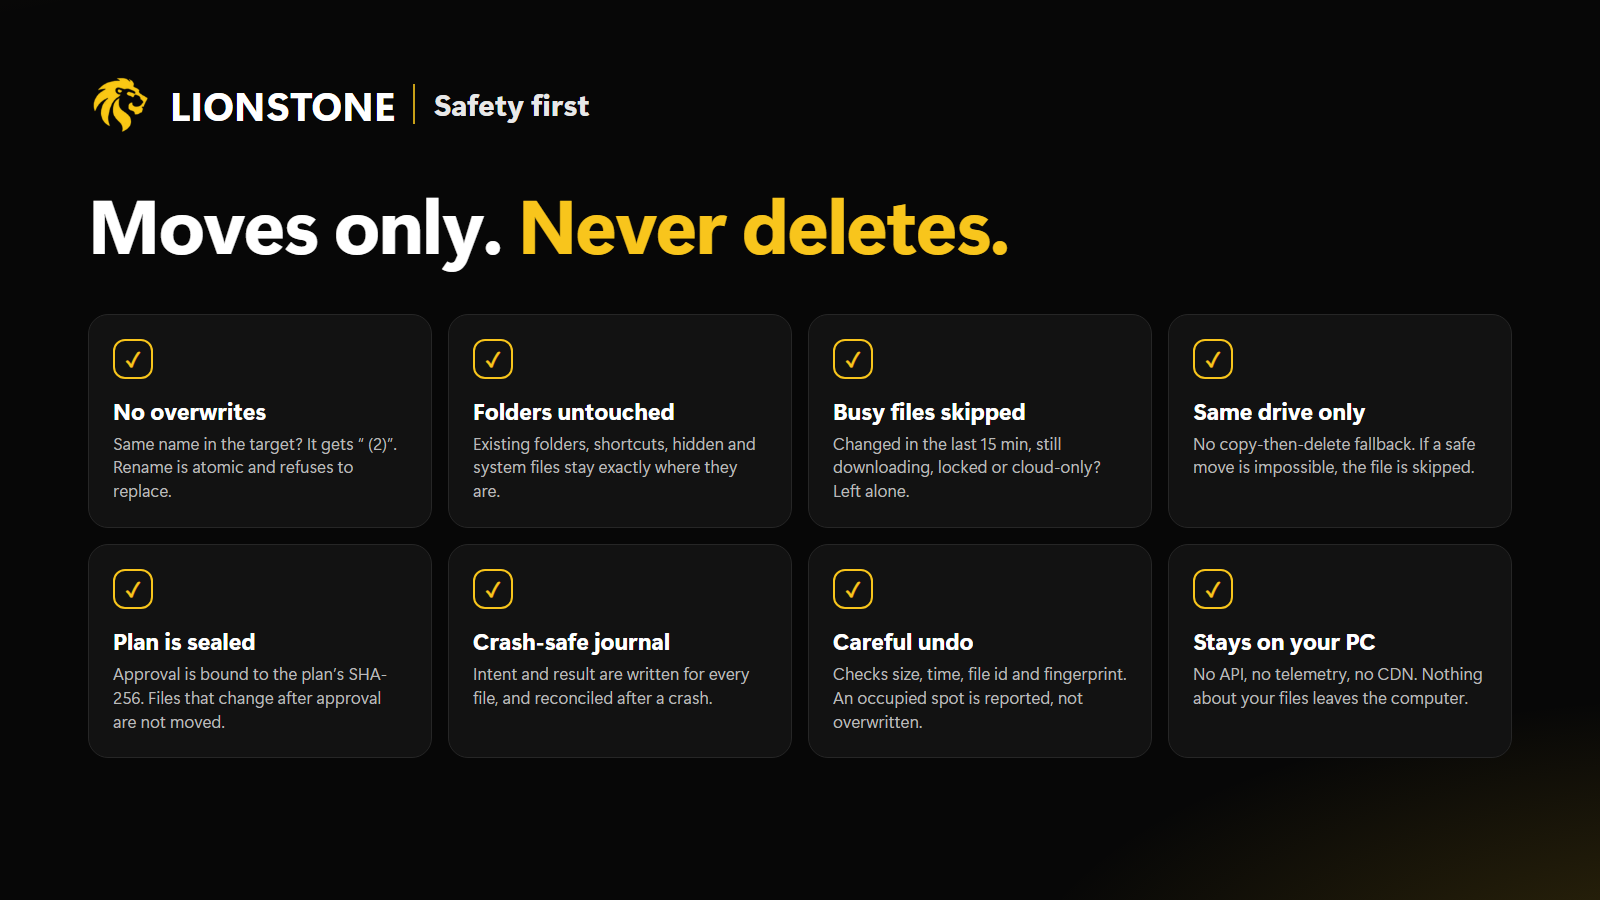 LIONSTONE
Safety first
Moves only. Never deletes.
No overwrites
Same name in the target? It gets “ (2)”.
Rename is atomic and refuses to
replace.
Folders untouched
Existing folders, shortcuts, hidden and
system files stay exactly where they
are.
Busy files skipped
Changed in the last 15 min, still
downloading, locked or cloud-only?
Left alone.
Same drive only
No copy-then-delete fallback. If a safe
move is impossible, the file is skipped.
Plan is sealed
Approval is bound to the plan’s SHA-
256. Files that change after approval
are not moved.
Crash-safe journal
Intent and result are written for every
file, and reconciled after a crash.
Careful undo
Checks size, time, file id and fingerprint.
An occupied spot is reported, not
overwritten.
Stays on your PC
No API, no telemetry, no CDN. Nothing
about your files leaves the computer.